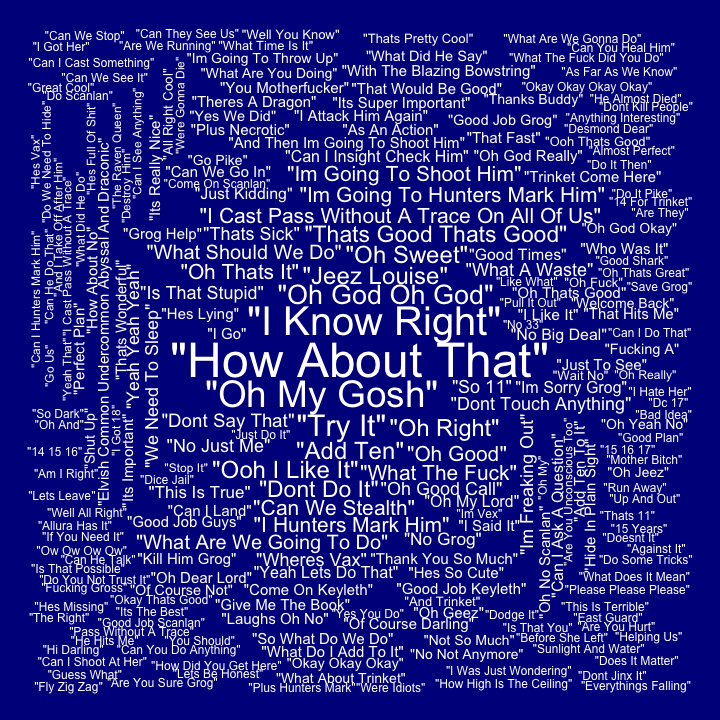 "Can We Stop"
"Can They See Us"
"Well You Know"
"Thats Pretty Cool"
"What Are We Gonna Do"
"I Got Her"
"Are We Running"
"What Time Is It"
"Can You Heal Him"
"Can I Cast Something"
"Im Going To Throw Up"
"What Did He Say"
"What The Fuck Did You Do"
"Can We See It"
"What Are You Doing"
"With The Blazing Bowstring"
"As Far As We Know"
"Great Cool"
"Do Scanlan"
"All Right Cool"
"Were Gonna Die"
"You Motherfucker"
"That Would Be Good"
"Okay Okay Okay Okay"
"Theres A Dragon"
"Its Super Important"
"Thanks Buddy"
"He Almost Died"
"Dont Kill People"
"Yes We Did"
"I Attack Him Again"
"Good Job Grog"
"Anything Interesting"
"Plus Necrotic"
"As An Action"
"That Fast"
"Desmond Dear"
"And Then Im Going To Shoot Him"
"Ooh Thats Good"
"Almost Perfect"
"Go Pike"
"Can I Insight Check Him"
"Oh God Really"
"Do It Then"
"Can We Go In"
"Im Going To Shoot Him"
"Trinket Come Here"
"Come On Scanlan"
"Just Kidding"
"Im Going To Hunters Mark Him"
"Do It Pike"
"14 For Trinket"
"I Cast Pass Without A Trace On All Of Us"
"Are They"
"Grog Help"
"Thats Sick"
"Thats Good Thats Good"
"Oh God Okay"
"What Should We Do"
"Oh Sweet"
"Good Times"
"Who Was It"
"Good Shark"
"Oh Thats It"
"Jeez Louise"
"What A Waste"
"Oh Thats Great"
"Like What"
"Oh Fuck"
"Save Grog"
"Is That Stupid"
"Oh God Oh God"
"Oh Thats Good"
"Pull It Out"
"Welcome Back"
"Hes Lying"
"I Know Right"
"I Like It"
"That Hits Me"
"No 33"
"I Go"
"No Big Deal"
"Can I Do That"
"How About That"
"Fucking A"
"Just To See"
"Wait No"
"Oh Really"
"Oh My Gosh"
"So 11"
"Im Sorry Grog"
"I Hate Her"
"Dont Touch Anything"
"Dc 17"
"Bad Idea"
"Hes Vax"
"Do We Need To Hide"
"And Take Off After Him"
"I Cast Pass Without A Trace"
"What Did He Do"
"Hes Full Of Shit"
"The Raven Queen"
"Destroy Him"
"Can I See Anything"
"Its Really Nice"
"Can I Hunters Mark Him"
"Can He Do That"
"Go Us"
"Yeah That"
"Perfect Plan"
"How About No"
"Elvish Common Undercommon Abyssal And Draconic"
"Thats Wonderful"
"Yeah Yeah Yeah"
"We Need To Sleep"
"Shut Up"
"I Got 18"
"Its Important"
"So Dark"
"Oh And"
"Dont Say That"
"Try It"
"Oh Right"
"Oh Yeah No"
"Just Do It"
"Good Plan"
"14 15 16"
"No Just Me"
"Add Ten"
"Oh Good"
"15 16 17"
"Mother Bitch"
"Am I Right"
"Stop It"
"Ooh I Like It"
"What The Fuck"
"Oh Jeez"
"Dice Jail"
"Run Away"
"Lets Leave"
"This Is True"
"Dont Do It"
"Oh Good Call"
"Up And Out"
"Im Freaking Out"
"Oh My"
"Can I Ask A Question"
"Are You Unconscious Too"
"Add Ten To It"
"Hide In Plain Sight"
"Oh No Scanlan"
"Well All Right"
"Can I Land"
"Can We Stealth"
"Oh My Lord"
"Im Vex"
"Thats 11"
"Allura Has It"
"Good Job Guys"
"I Hunters Mark Him"
"I Said It"
"15 Years"
"If You Need It"
"Doesnt It"
"What Are We Going To Do"
"No Grog"
"Ow Ow Ow Ow"
"Against It"
"Can He Talk"
"Kill Him Grog"
"Wheres Vax"
"Thank You So Much"
"Do Some Tricks"
"Is That Possible"
"Yeah Lets Do That"
"Hes So Cute"
"Do You Not Trust It"
"Oh Dear Lord"
"What Does It Mean"
"Fucking Gross"
"Of Course Not"
"Come On Keyleth"
"Good Job Keyleth"
"Please Please Please"
"Okay Thats Good"
"And Trinket"
"Hes Missing"
"Its The Best"
"Give Me The Book"
"This Is Terrible"
"The Right"
"Good Job Scanlan"
"Laughs Oh No"
"Yes You Do"
"Oh Geez"
"Dodge It"
"East Guard"
"Pass Without A Trace"
"Of Course Darling"
"Is That You"
"Are You Hurt"
"He Hits Me"
"You Should"
"So What Do We Do"
"Not So Much"
"Before She Left"
"Helping Us"
"Hi Darling"
"Can You Do Anything"
"What Do I Add To It"
"No Not Anymore"
"Sunlight And Water"
"Can I Shoot At Her"
"How Did You Get Here"
"Okay Okay Okay"
"Does It Matter"
"Guess What"
"Lets Be Honest"
"What About Trinket"
"I Was Just Wondering"
"Dont Jinx It"
"Fly Zig Zag"
"Are You Sure Grog"
"Plus Hunters Mark"
"Were Idiots"
"How High Is The Ceiling"
"Everythings Falling"